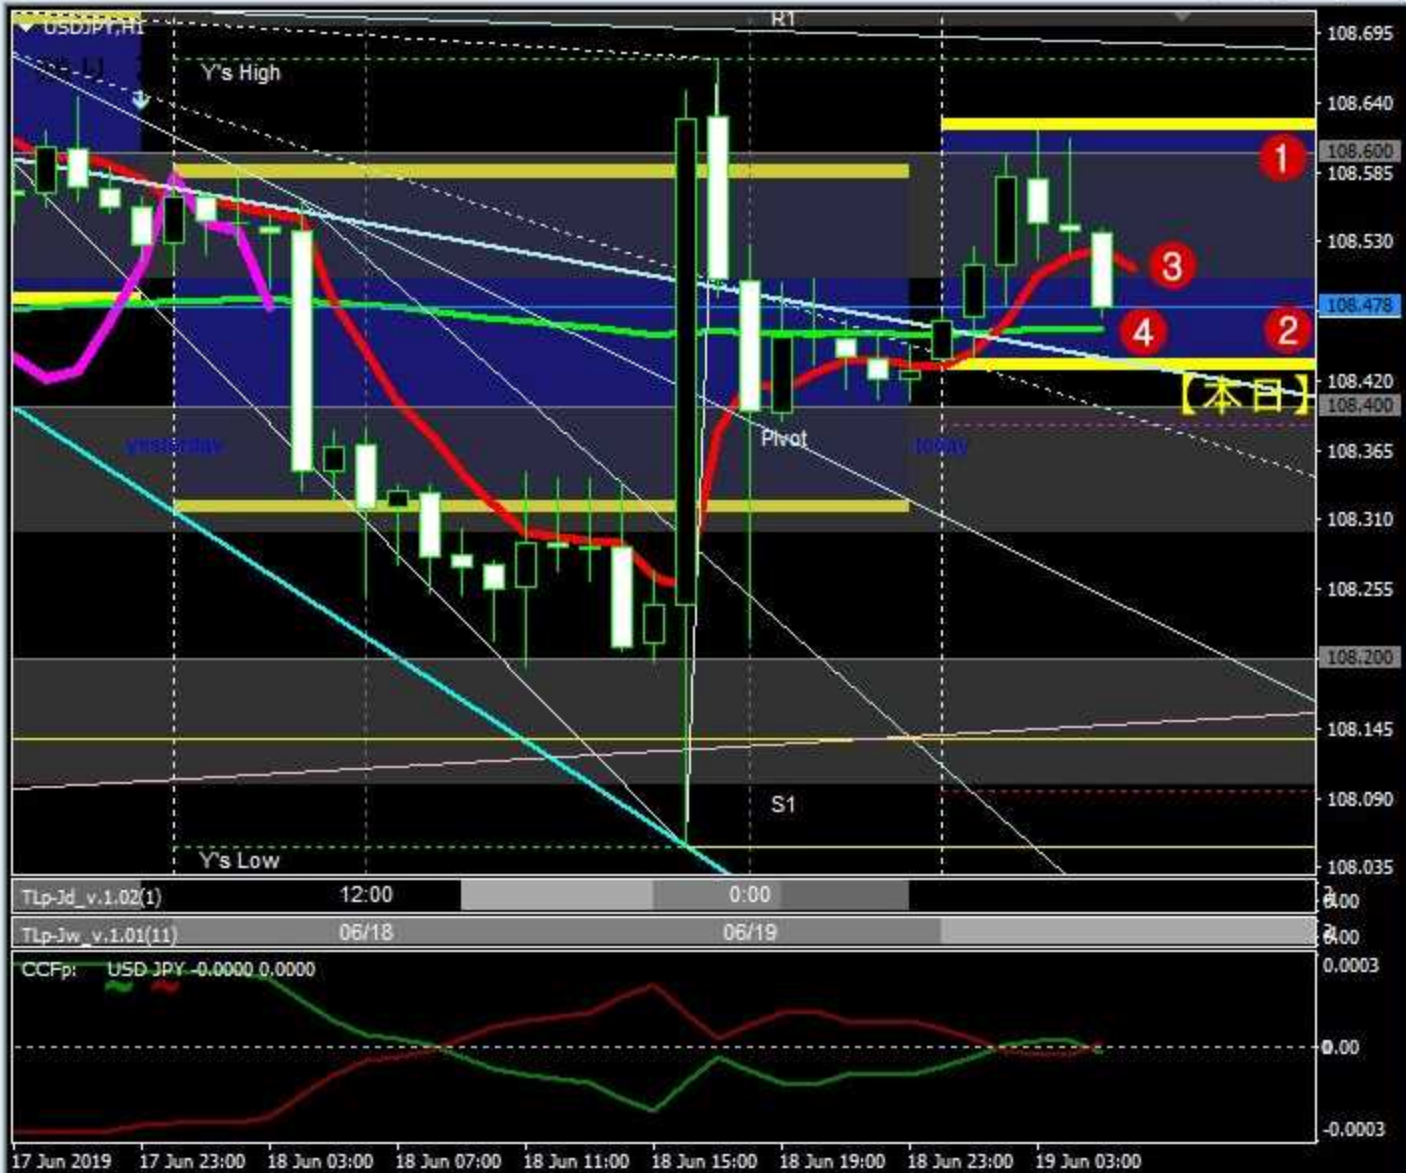 USDJPY,H1
R1
108.695
Y's High
108.640
1
108.600
108.585
108.530
3
108.478
4
2
【本日】
108.420
108.400
yesterday
Pivot
today
108.365
108.310
108.255
108.200
108.145
S1
108.090
Y's Low
108.035
TLp-Jd_v.1.02(1)
12:00
0:00
TLp-Jw_v.1.01(11)
06/18
06/19
CCFp: USD JPY -0.0000 0.0000
0.0003
0.00
-0.0003
17 Jun 2019
17 Jun 23:00
18 Jun 03:00
18 Jun 07:00
18 Jun 11:00
18 Jun 15:00
18 Jun 19:00
18 Jun 23:00
19 Jun 03:00